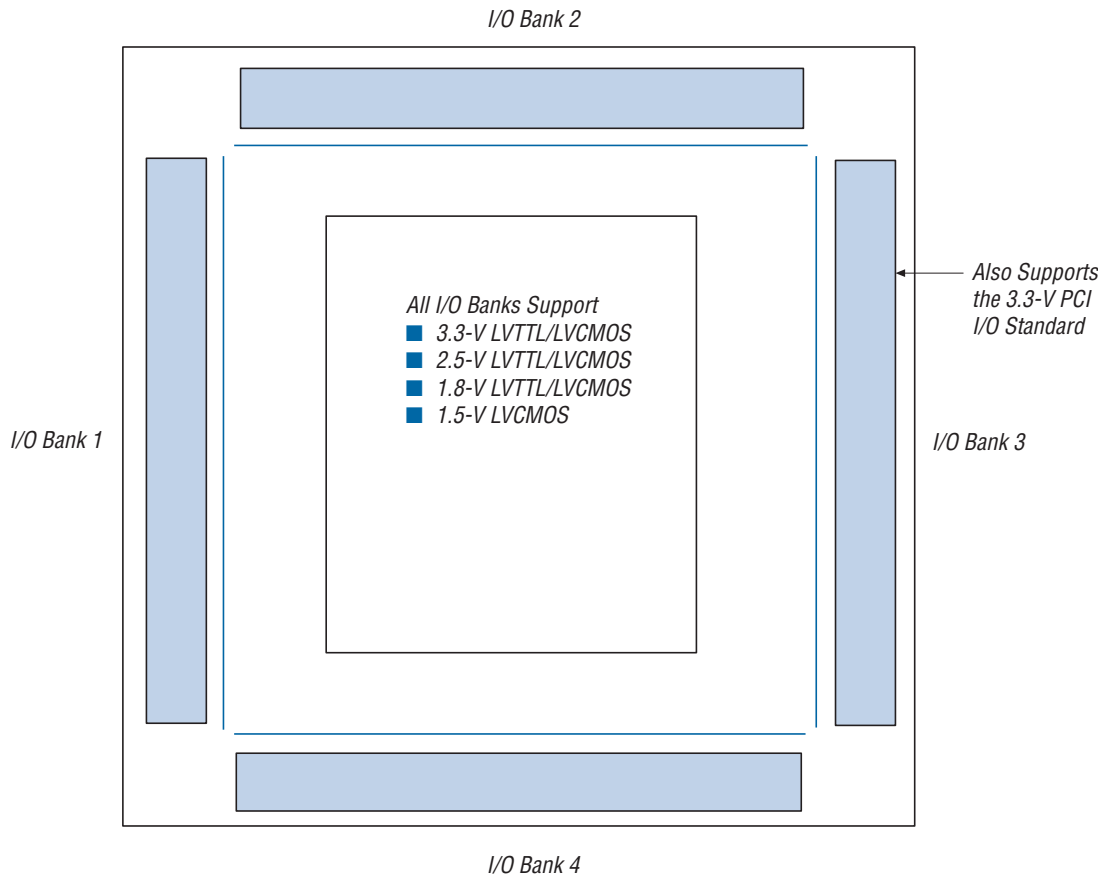 I/O Bank 2
Also Supports
the 3.3-V PCI
I/O Standard
All I/O Banks Support
■ 3.3-V LVTTL/LVCMOS
■ 2.5-V LVTTL/LVCMOS
■ 1.8-V LVTTL/LVCMOS
■ 1.5-V LVCMOS
I/O Bank 1
I/O Bank 3
I/O Bank 4